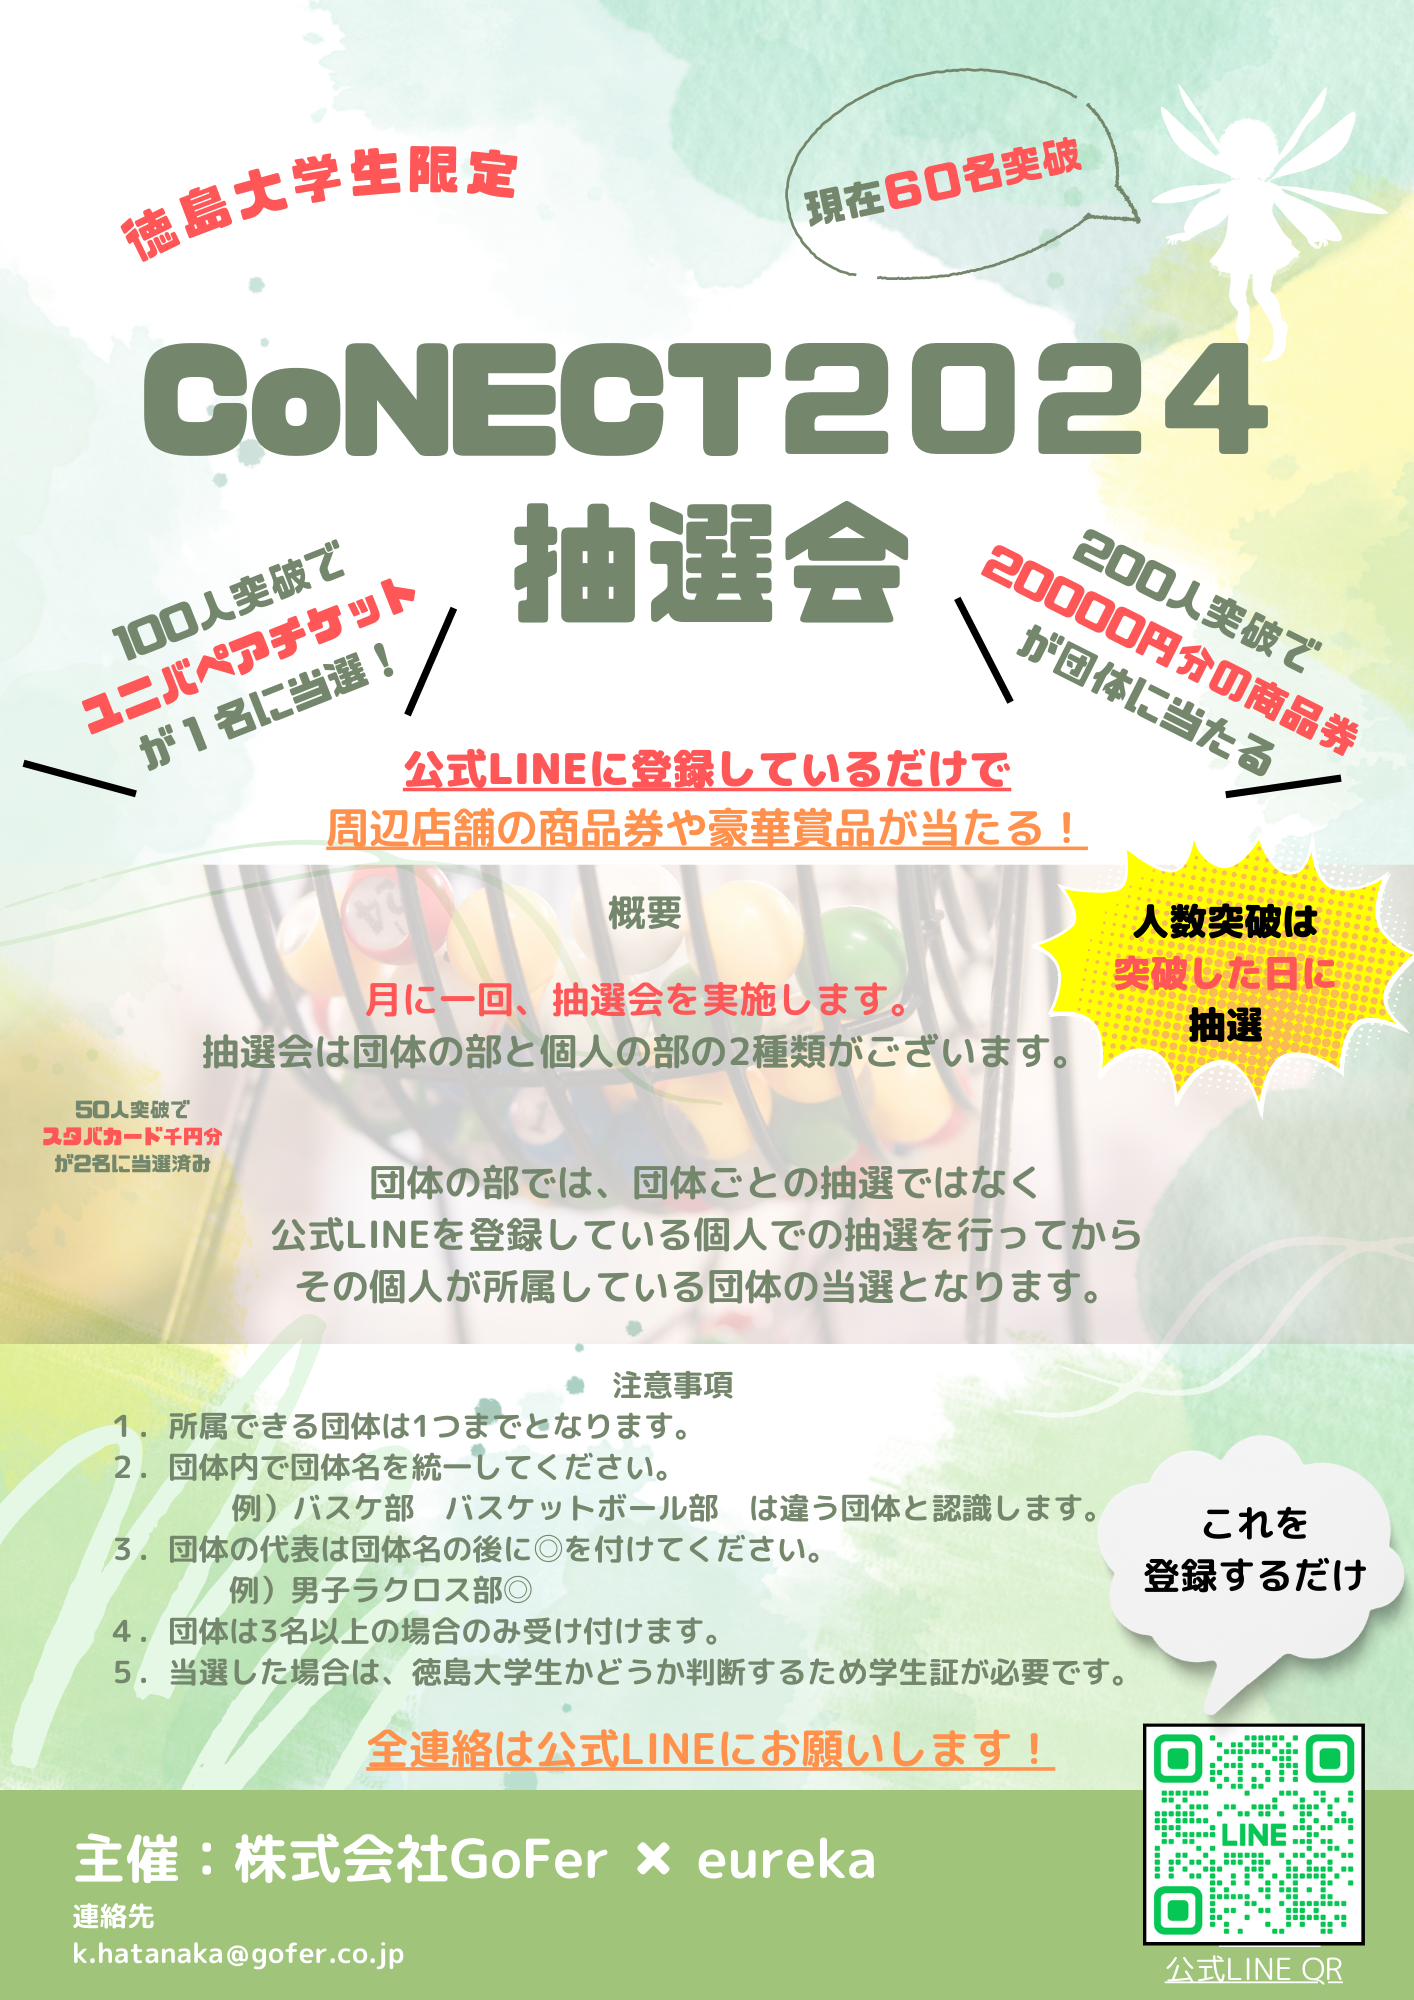 徳島大学生限定
現在60名突破
CoNECT2024
抽選会
100人突破で
ユニバペアチケット
が１名に当選！
200人突破で
20000円分の商品券
が団体に当たる
公式LINEに登録しているだけで
周辺店舗の商品券や豪華賞品が当たる！
概要
人数突破は
突破した日に
抽選
月に一回、抽選会を実施します。
抽選会は団体の部と個人の部の2種類がございます。
50人突破で
スタバカード千円分
が2名に当選済み
団体の部では、団体ごとの抽選ではなく
公式LINEを登録している個人での抽選を行ってから
その個人が所属している団体の当選となります。
注意事項
１．所属できる団体は1つまでとなります。
２．団体内で団体名を統一してください。
例）バスケ部　バスケットボール部　は違う団体と認識します。
３．団体の代表は団体名の後に◎を付けてください。
例）男子ラクロス部◎
４．団体は3名以上の場合のみ受け付けます。
５．当選した場合は、徳島大学生かどうか判断するため学生証が必要です。
これを
登録するだけ
全連絡は公式LINEにお願いします！
LINE
主催：株式会社GoFer × eureka
連絡先
k.hatanaka@gofer.co.jp
公式LINE QR